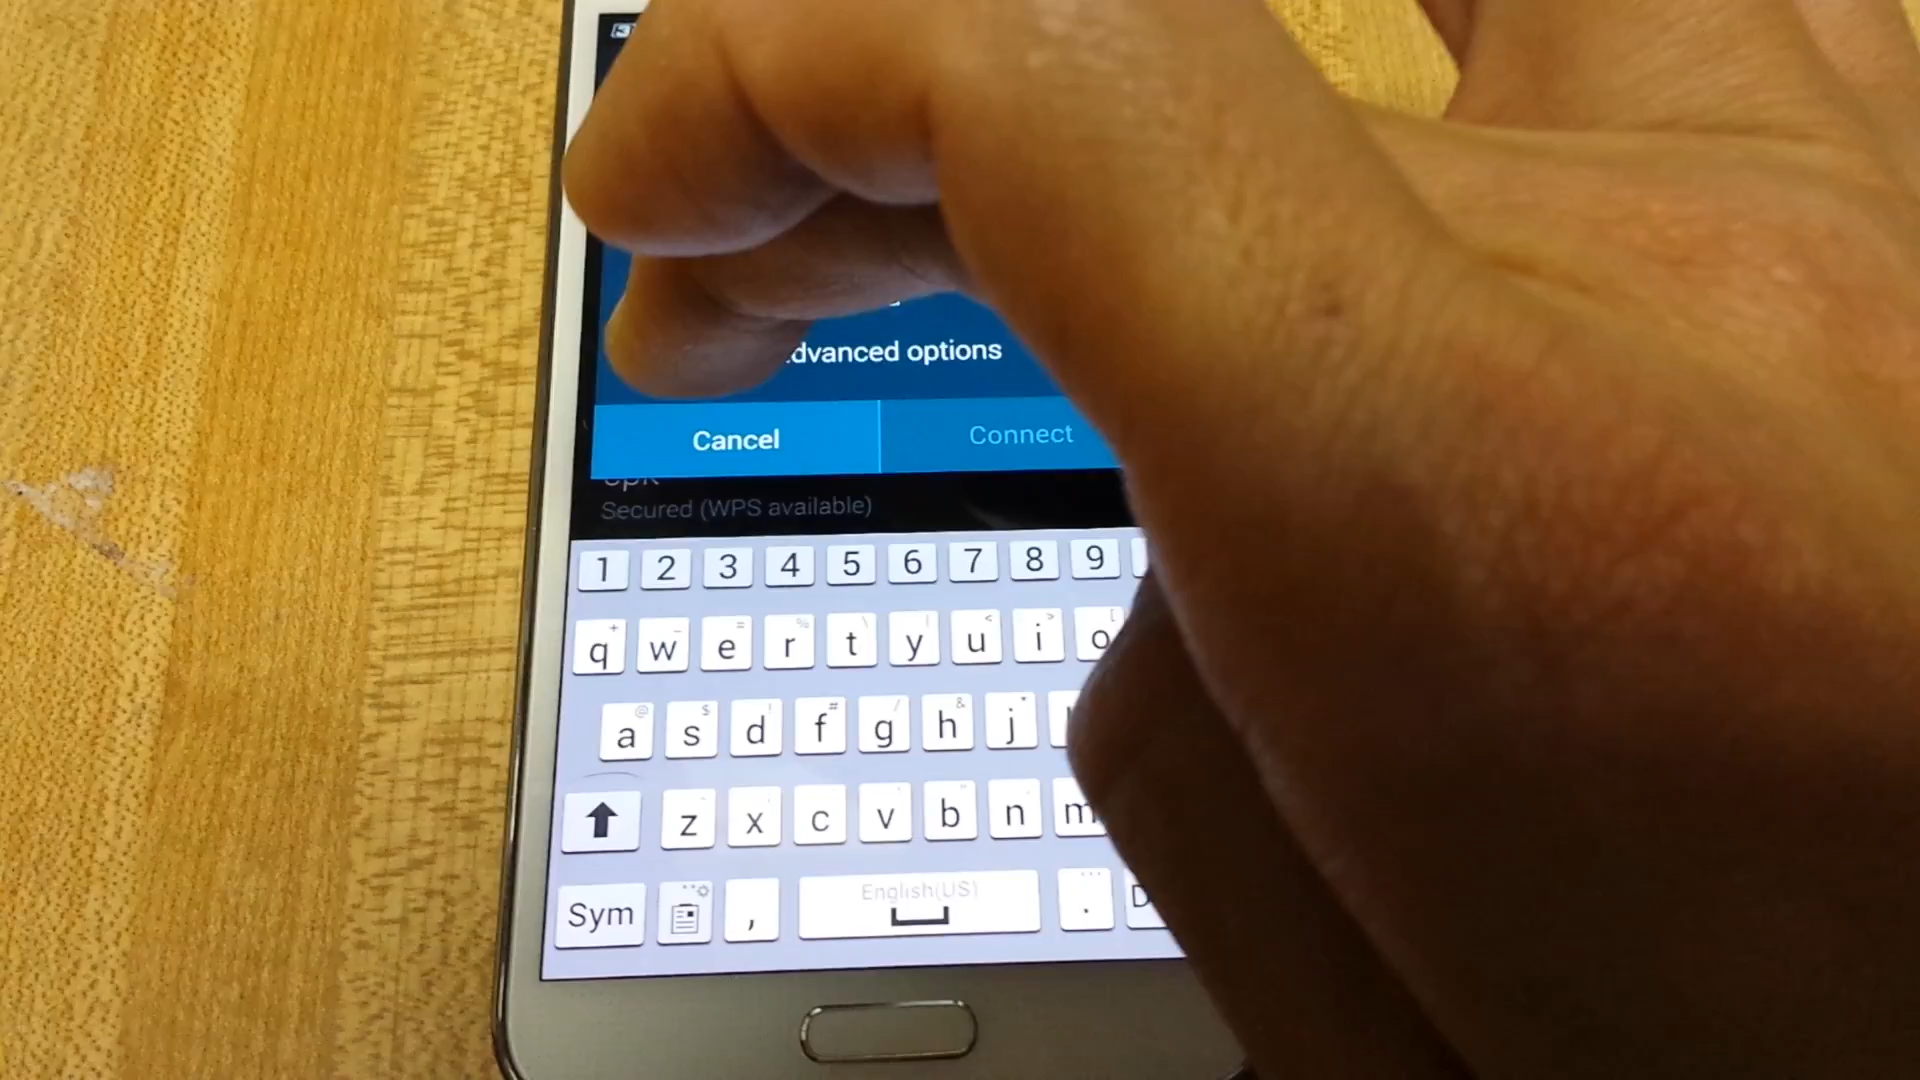 dvanced options
Cancel Connect
Secured (WPS available)
1 2 3 4 5 6 7 8 9
q w e r t y u i o
a s d f g h j
z x c v b n m
Sym , English(US) .